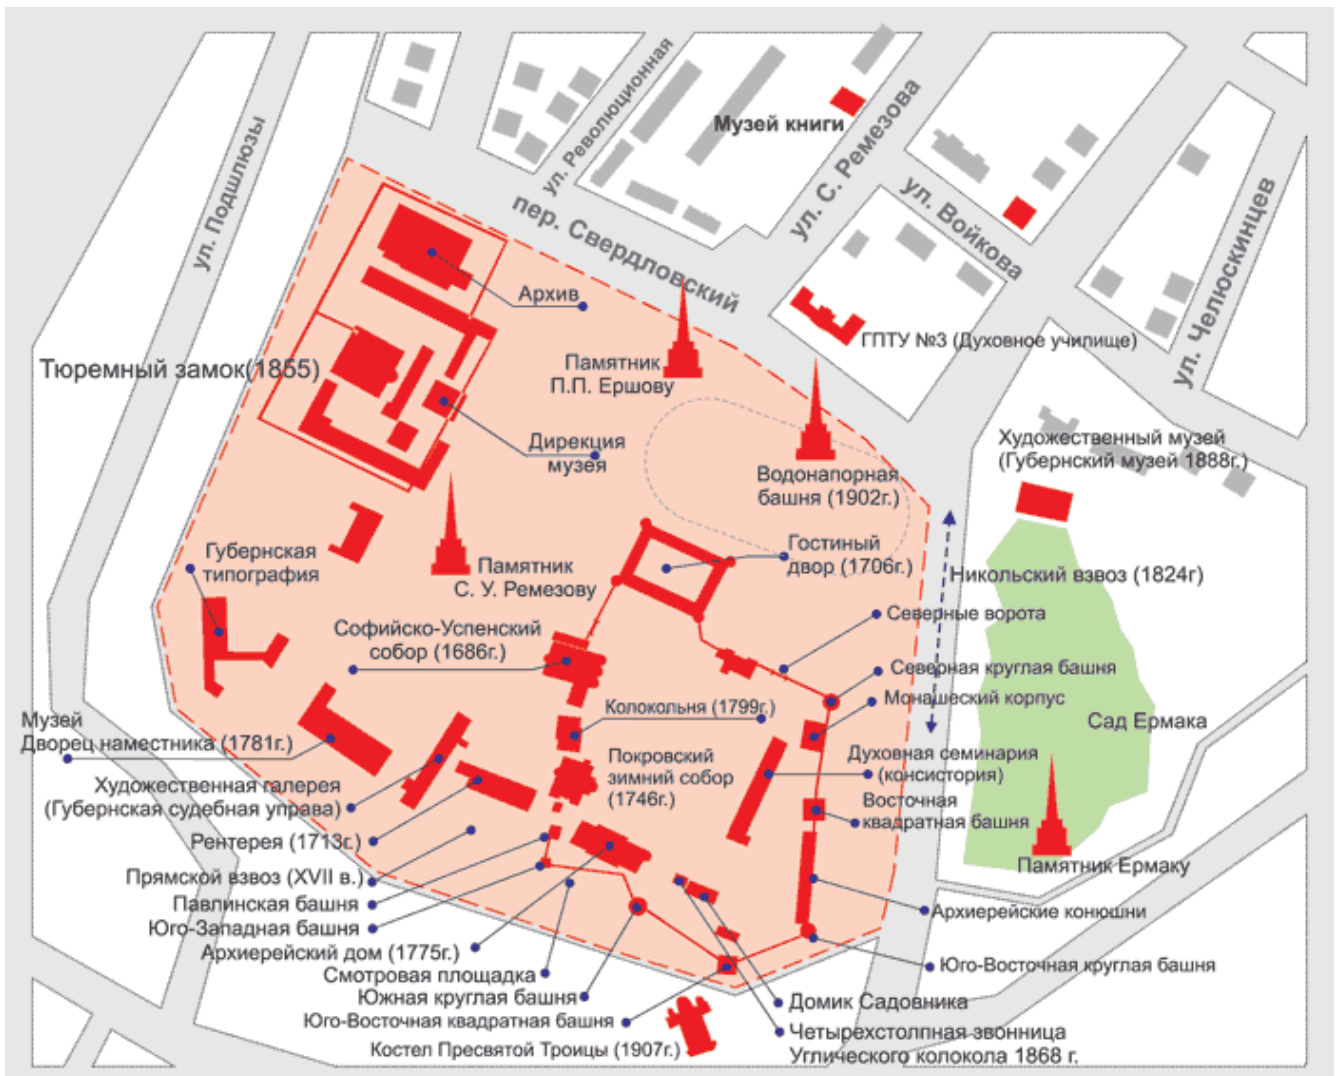 ул. Подшлюзы
ул. Революционная
Музей книги
ул. С. Ремезова
пер. Свердловский
ул. Войкова
ул. Челюскинцев
Архив
ГПТУ №3 (Духовное училище)
Тюремный замок(1855)
Памятник
П.П. Ершову
Дирекция
музея
Водонапорная
башня (1902г.)
Художественный музей
(Губернский музей 1888г.)
Губернская
типография
Памятник
С. У. Ремезову
Гостиный
двор (1706г.)
Никольский взвоз (1824г)
Северные ворота
Софийско-Успенский
собор (1686г.)
Северная круглая башня
Монашеский корпус
Колокольня (1799г.)
Сад Ермака
Музей
Дворец наместника (1781г.)
Покровский
зимний собор
(1746г.)
Духовная семинария
(консистория)
Художественная галерея
(Губернская судебная управа)
Восточная
квадратная башня
Рентерея (1713г.)
Памятник Ермаку
Прямской взвоз (XVII в.)
Павлинская башня
Архиерейские конюшни
Юго-Западная башня
Архиерейский дом (1775г.)
Юго-Восточная круглая башня
Смотровая площадка
Южная круглая башня
Домик Садовника
Юго-Восточная квадратная башня
Четырехстолпная звонница
Углического колокола 1868 г.
Костел Пресвятой Троицы (1907г.)